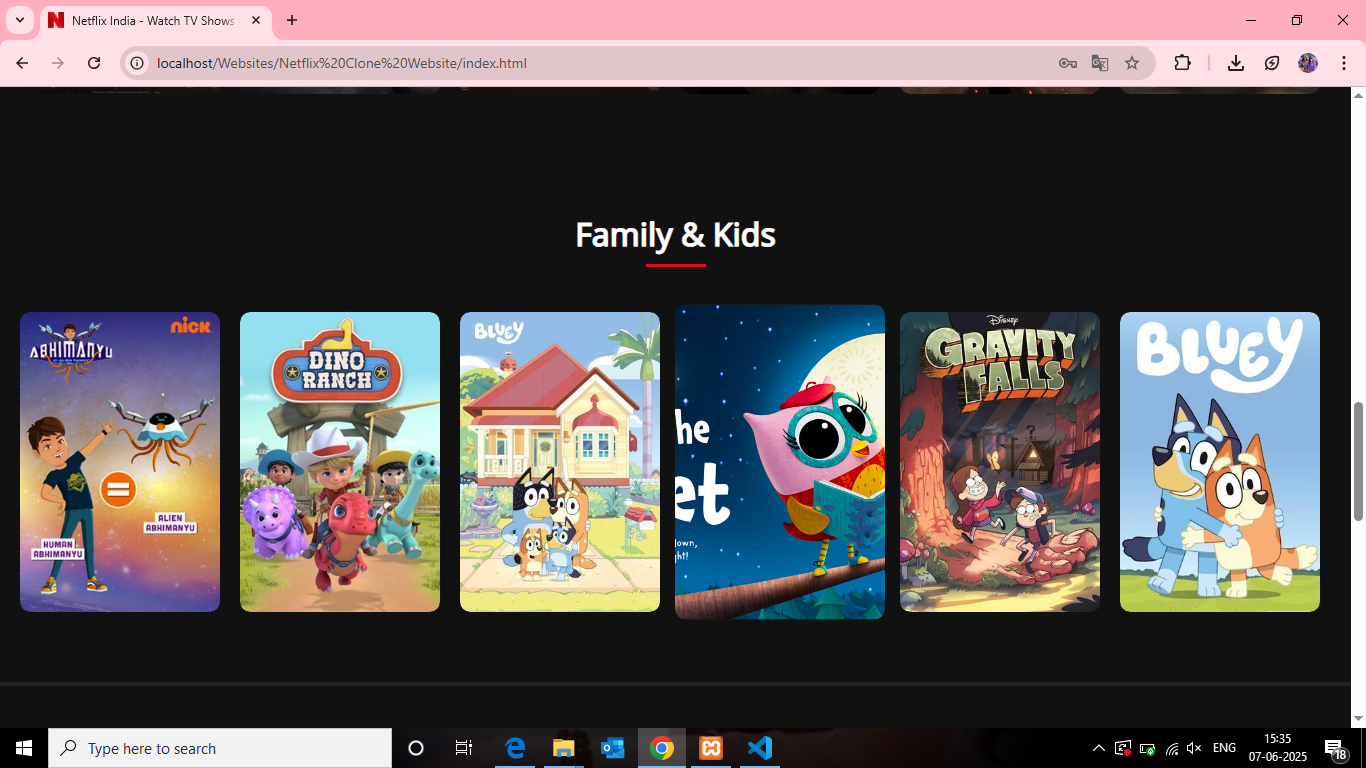 Netflix India - Watch TV Shows
localhost/Websites/Netflix%20Clone%20Website/index.html
Family & Kids
nick
ABHIMANYU
HUMAN
ABHIMANYU
ALIEN
ABHIMANYU
DINO
RANCH
BLUEY
he
et
own,
ght!
Disney
GRAVITY
FALLS
BLUEY
Type here to search
ENG
15:35
07-06-2025
18